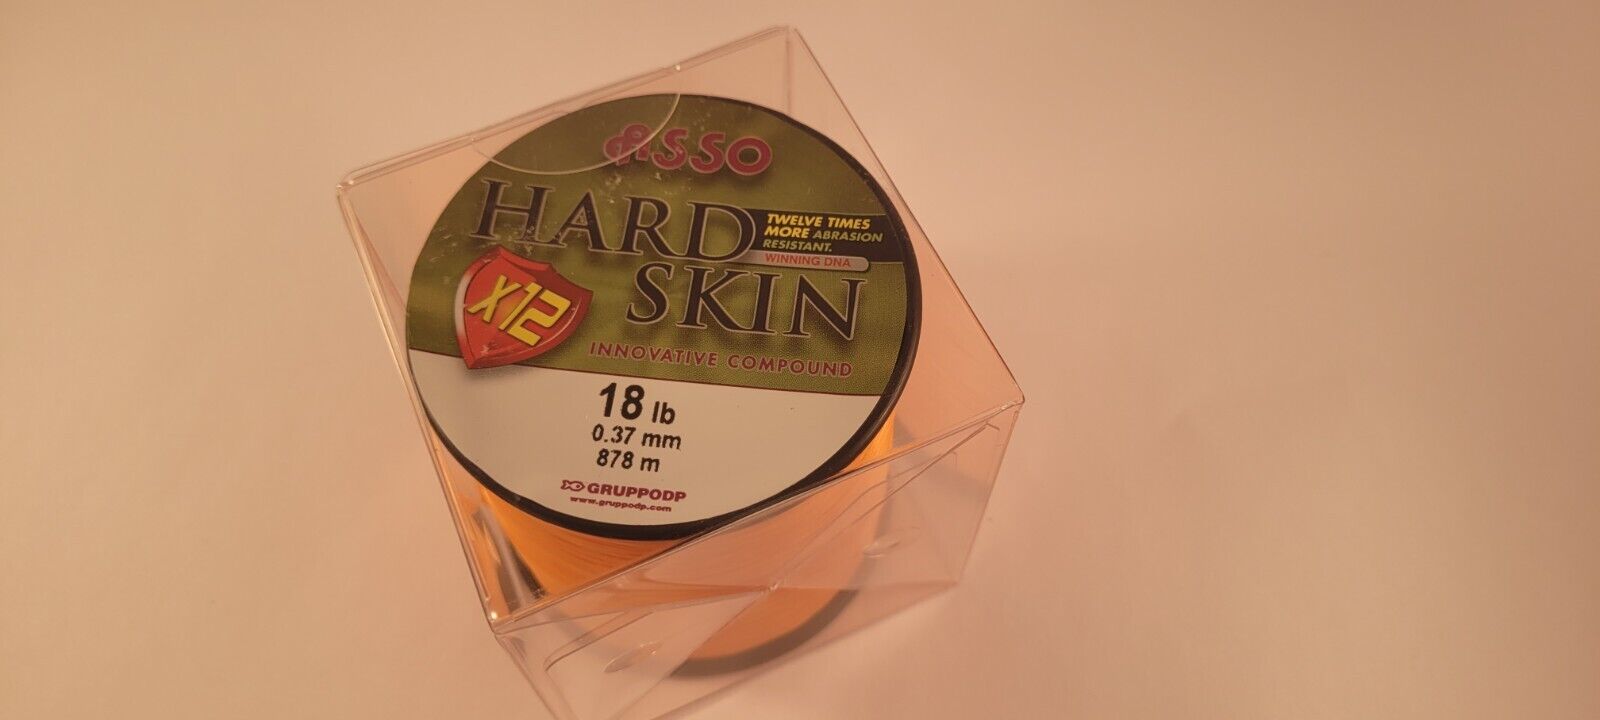 ASSO
HARD
SKIN
TWELVE TIMES
MORE ABRASION
RESISTANT.
WINNING DNA
X12
INNOVATIVE COMPOUND
18 lb
0.37 mm
878 m
GRUPPODP
www.gruppodp.com